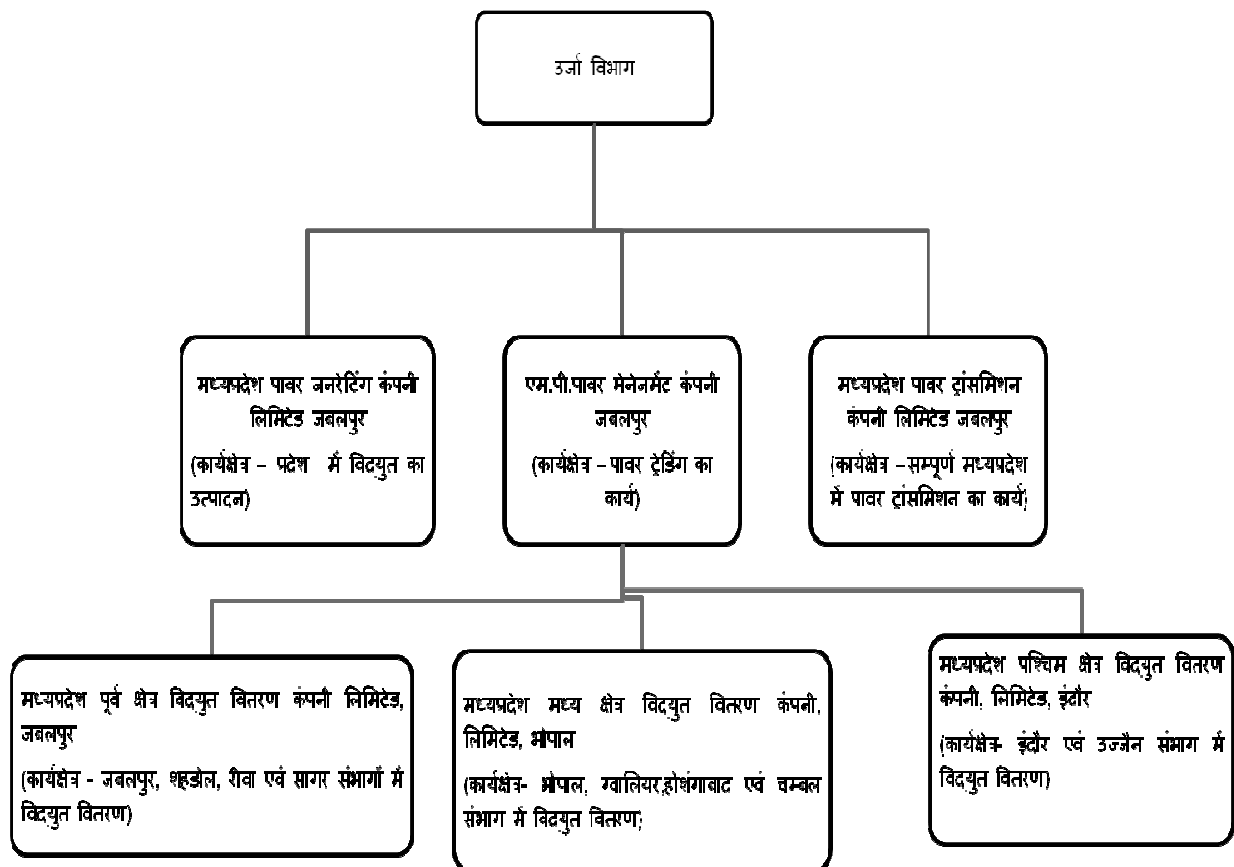 उर्जा विभाग
मध्यप्रदेश पावर जनरेटिंग कंपनी
लिमिटेड जबलपुर
(कार्यक्षेत्र – प्रदेश में विद्युत का
उत्पादन)
एम.पी.पावर मेनेजमेंट कंपनी
जबलपुर
(कार्यक्षेत्र – पावर ट्रेडिंग का
कार्य)
मध्यप्रदेश पावर ट्रांसमिशन
कंपनी लिमिटेड जबलपुर
(कार्यक्षेत्र –सम्पूर्ण मध्यप्रदेश
में पावर ट्रांसमिशन का कार्य)
मध्यप्रदेश पूर्व क्षेत्र विद्युत वितरण कंपनी लिमिटेड,
जबलपुर
(कार्यक्षेत्र - जबलपुर, शहडोल, रीवा एवं सागर संभागों में
विद्युत वितरण)
मध्यप्रदेश मध्य क्षेत्र विद्युत वितरण कंपनी,
लिमिटेड, भोपाल
(कार्यक्षेत्र- भोपाल, ग्वालियर,होशंगाबाद एवं चम्बल
संभाग में विद्युत वितरण)
मध्यप्रदेश पश्चिम क्षेत्र विद्युत वितरण
कंपनी, लिमिटेड, इंदौर
(कार्यक्षेत्र- इंदौर एवं उज्जैन संभाग में
विद्युत वितरण)